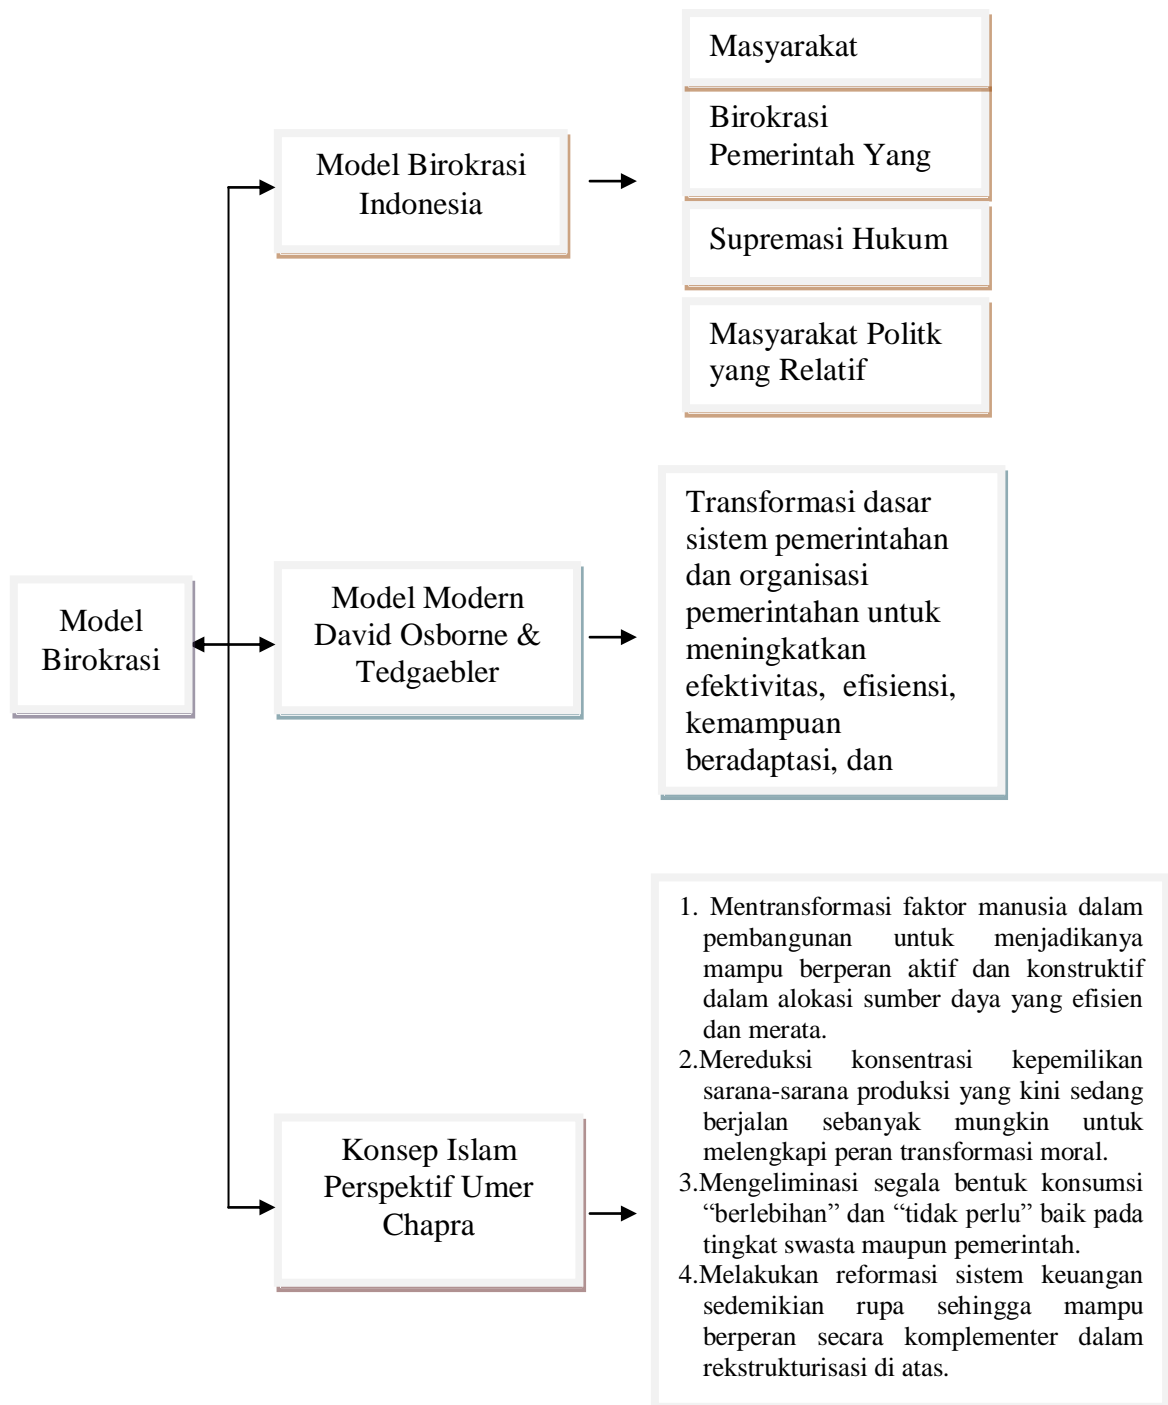 Model
Birokrasi
Model Birokrasi
Indonesia
Masyarakat
Birokrasi
Pemerintah Yang
Supremasi Hukum
Masyarakat Politk
yang Relatif
Model Modern
David Osborne &
Tedgaebler
Transformasi dasar
sistem pemerintahan
dan organisasi
pemerintahan untuk
meningkatkan
efektivitas, efisiensi,
kemampuan
beradaptasi, dan
Konsep Islam
Perspektif Umer
Chapra
1. Mentransformasi faktor manusia dalam
pembangunan untuk menjadikanya
mampu berperan aktif dan konstruktif
dalam alokasi sumber daya yang efisien
dan merata.
2.Mereduksi konsentrasi kepemilikan
sarana-sarana produksi yang kini sedang
berjalan sebanyak mungkin untuk
melengkapi peran transformasi moral.
3.Mengeliminasi segala bentuk konsumsi
“berlebihan” dan “tidak perlu” baik pada
tingkat swasta maupun pemerintah.
4.Melakukan reformasi sistem keuangan
sedemikian rupa sehingga mampu
berperan secara komplementer dalam
rekstrukturisasi di atas.